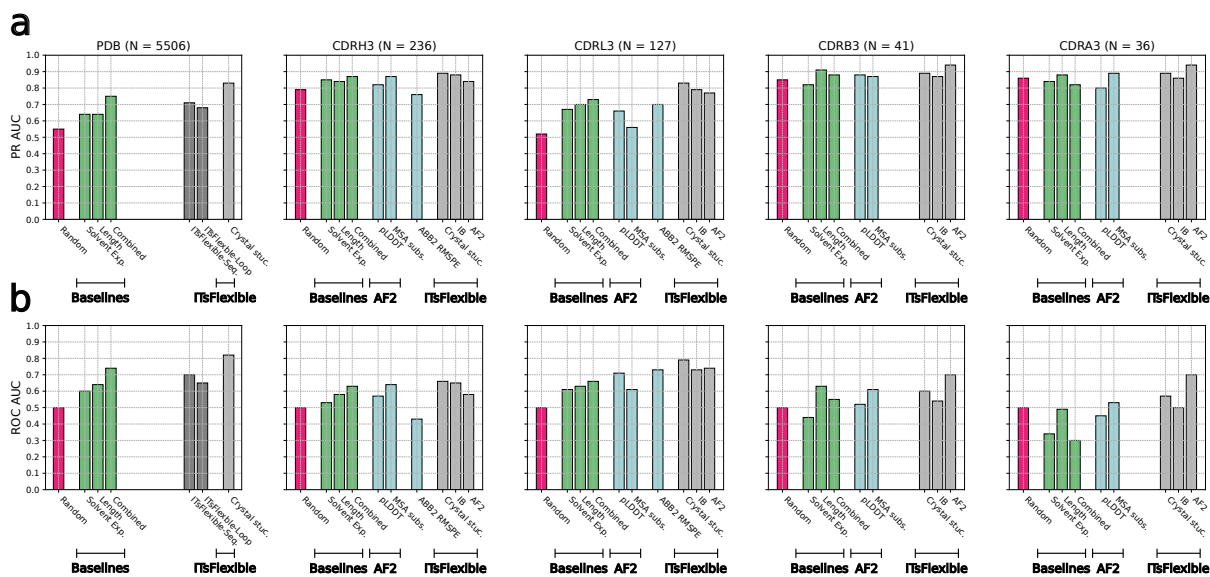 a
PDB (N = 5506)
CDRH3 (N = 236)
CDRL3 (N = 127)
CDRB3 (N = 41)
CDRA3 (N = 36)
PR AUC
1.0
0.9
0.8
0.7
0.6
0.5
0.4
0.3
0.2
0.1
0.0
Random
Solvent Exp.
Length
Combined
ITsFlexible-Seq.
ITsFlexible-Loop
Crystal stuc.
Random
Solvent Exp.
Length
Combined
pLDDT
MSA subs.
ABB2 RMSPE
Crystal stuc.
IB
AF2
Random
Solvent Exp.
Length
Combined
pLDDT
MSA subs.
ABB2 RMSPE
Crystal stuc.
IB
AF2
Random
Solvent Exp.
Length
Combined
pLDDT
MSA subs.
Crystal stuc.
IB
AF2
Random
Solvent Exp.
Length
Combined
pLDDT
MSA subs.
Crystal stuc.
IB
AF2
Baselines
ITsFlexible
Baselines
AF2
ITsFlexible
Baselines
AF2
ITsFlexible
Baselines
AF2
ITsFlexible
Baselines
AF2
ITsFlexible
b
ROC AUC
1.0
0.9
0.8
0.7
0.6
0.5
0.4
0.3
0.2
0.1
0.0
Random
Solvent Exp.
Length
Combined
ITsFlexible-Seq.
ITsFlexible-Loop
Crystal stuc.
Random
Solvent Exp.
Length
Combined
pLDDT
MSA subs.
ABB2 RMSPE
Crystal stuc.
IB
AF2
Random
Solvent Exp.
Length
Combined
pLDDT
MSA subs.
ABB2 RMSPE
Crystal stuc.
IB
AF2
Random
Solvent Exp.
Length
Combined
pLDDT
MSA subs.
Crystal stuc.
IB
AF2
Random
Solvent Exp.
Length
Combined
pLDDT
MSA subs.
Crystal stuc.
IB
AF2
Baselines
ITsFlexible
Baselines
AF2
ITsFlexible
Baselines
AF2
ITsFlexible
Baselines
AF2
ITsFlexible
Baselines
AF2
ITsFlexible